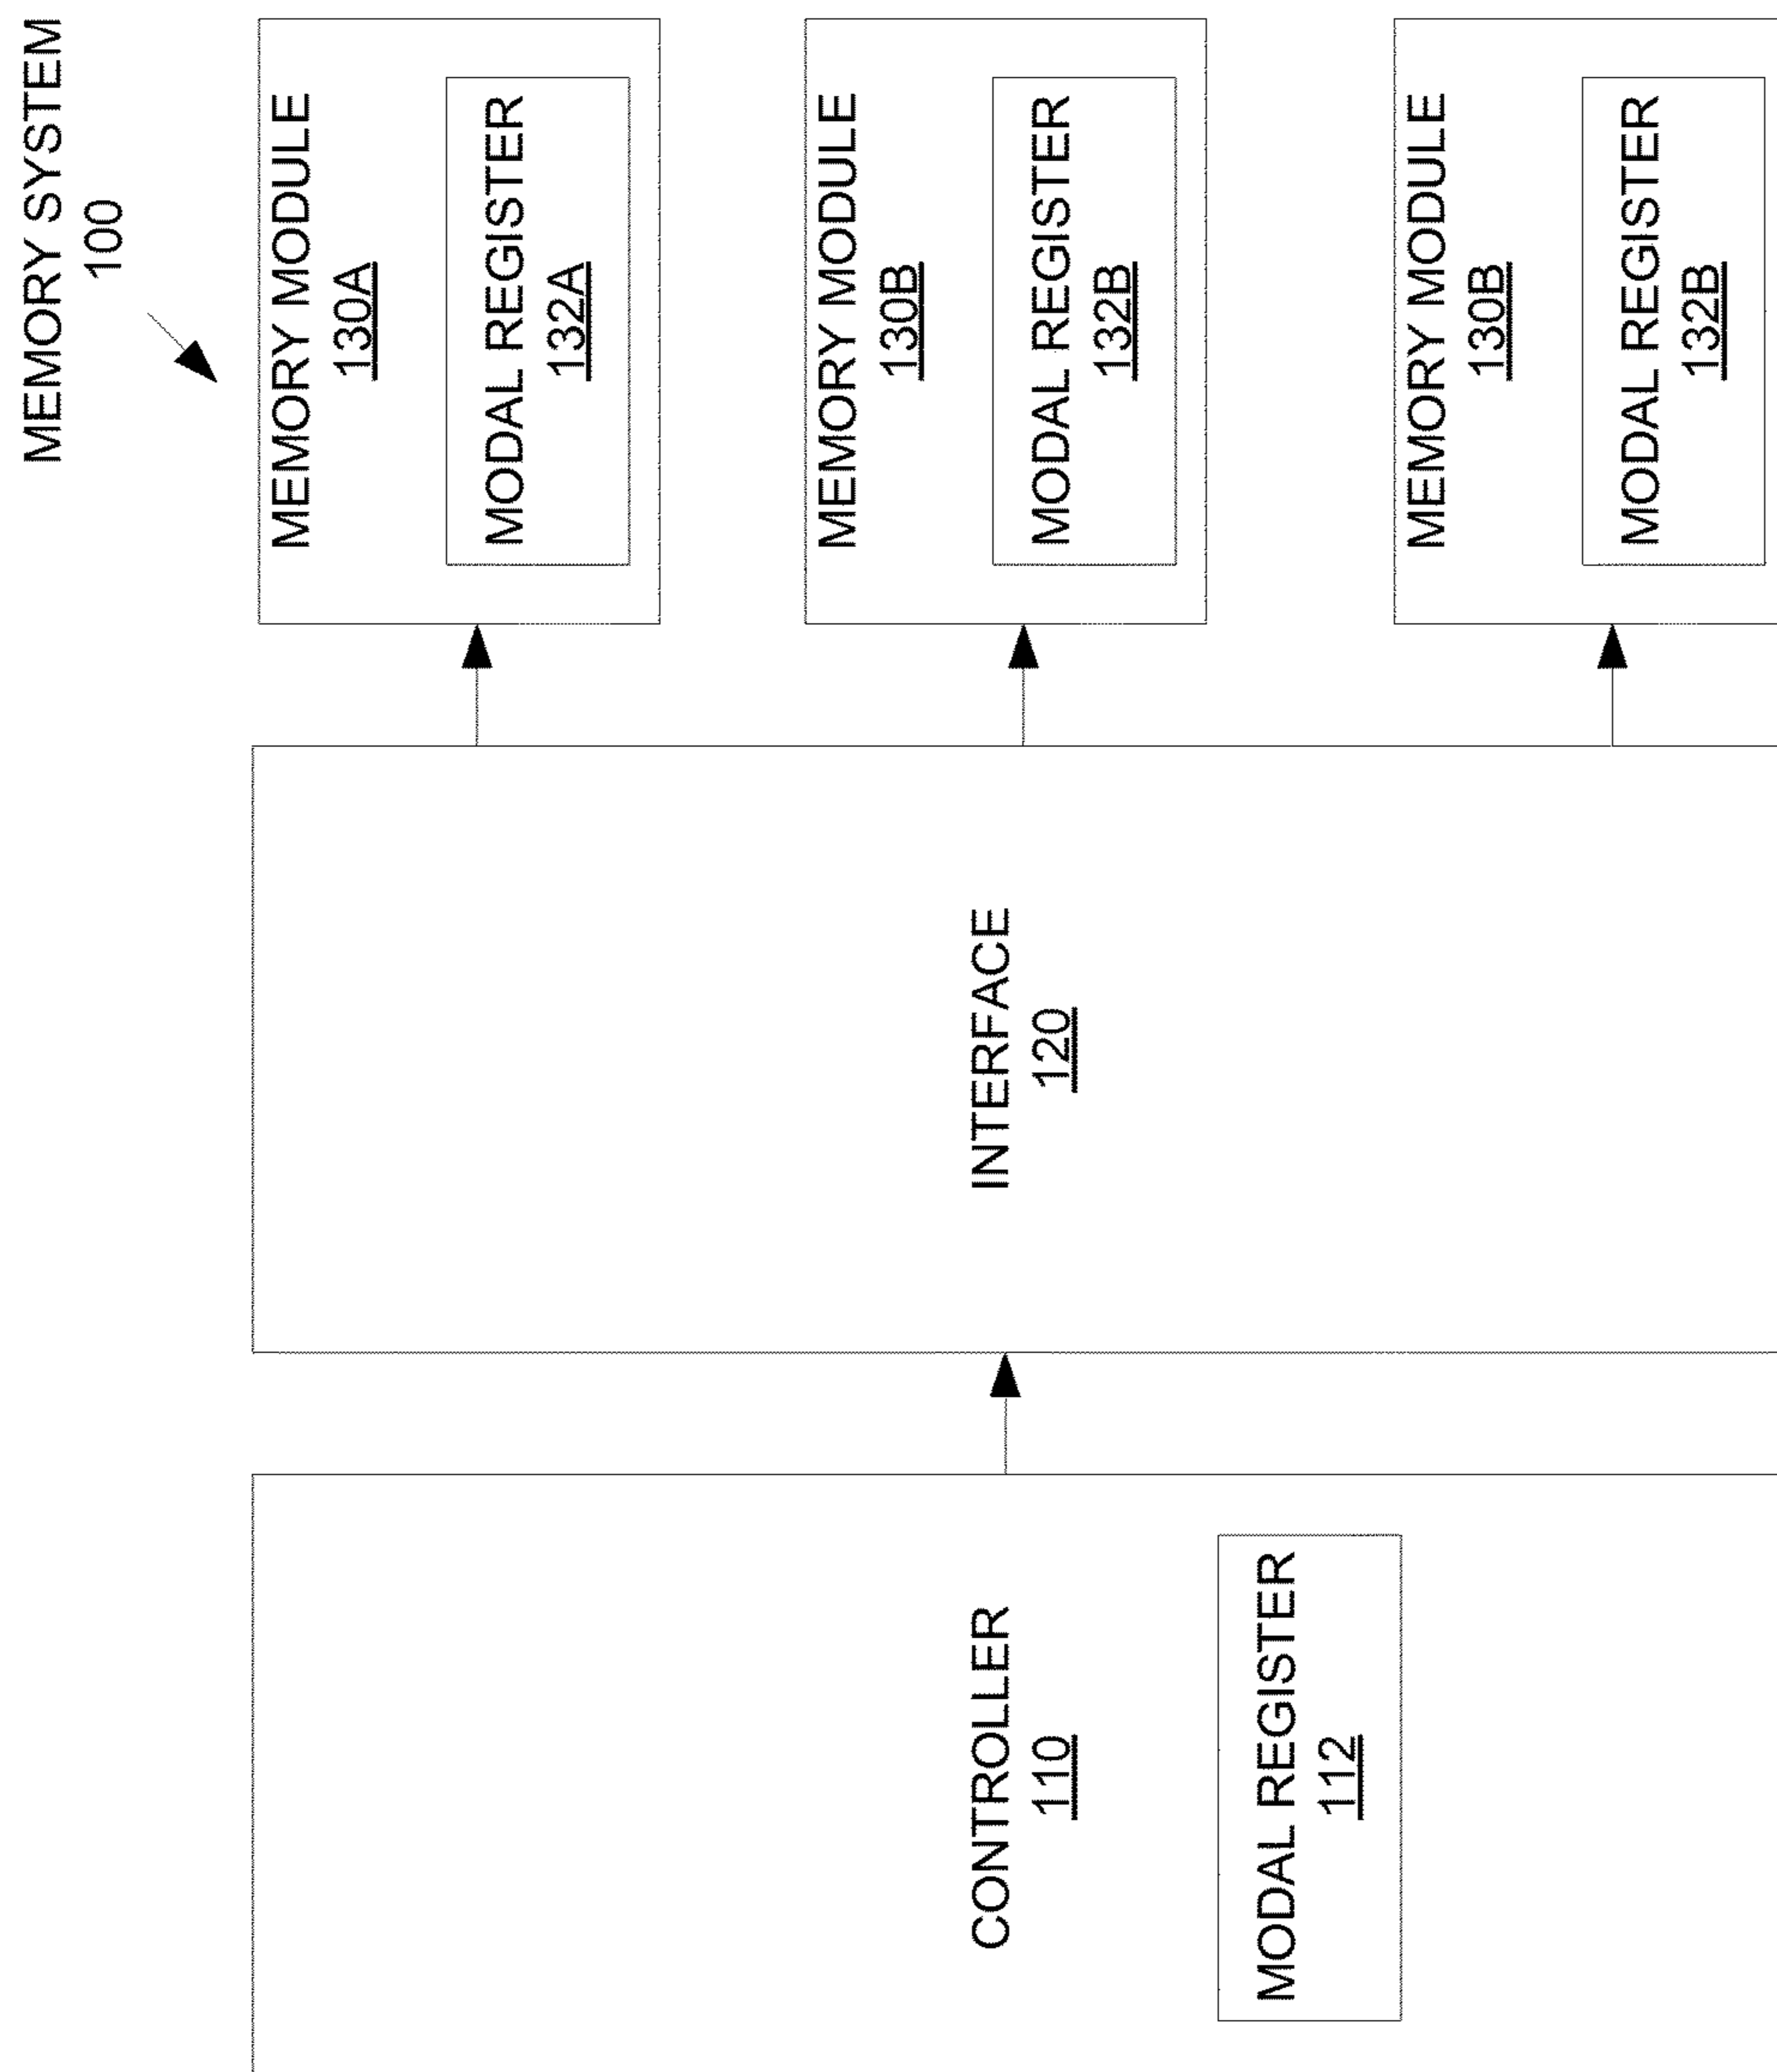 MEMORY SYSTEM
100
MEMORY MODULE
130A
MODAL REGISTER
132A
MEMORY MODULE
130B
MODAL REGISTER
132B
MEMORY MODULE
130B
MODAL REGISTER
132B
INTERFACE
120
CONTROLLER
110
MODAL REGISTER
112